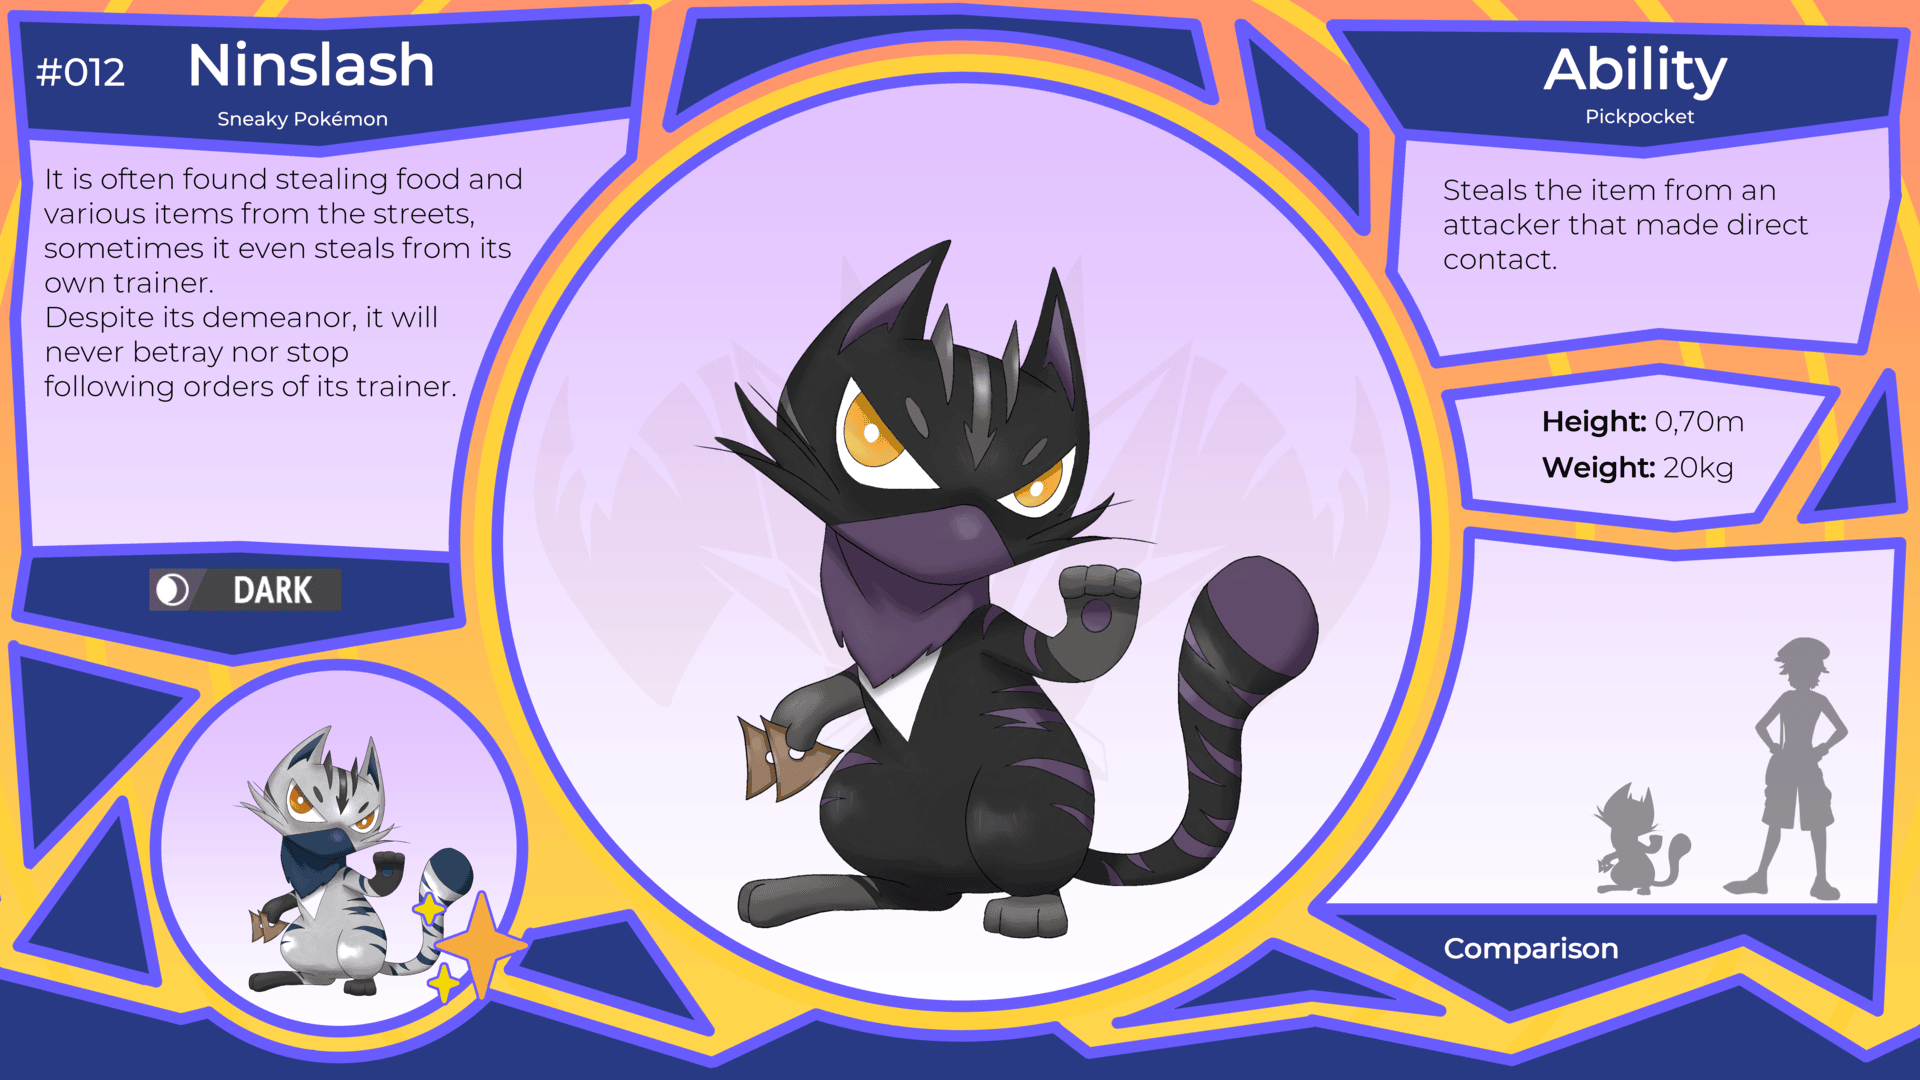 #012 Ninslash
Sneaky Pokémon
It is often found stealing food and
various items from the streets,
sometimes it even steals from its
own trainer.
Despite its demeanor, it will
never betray nor stop
following orders of its trainer.
DARK
Ability
Pickpocket
Steals the item from an
attacker that made direct
contact.
Height: 0,70m
Weight: 20kg
Comparison